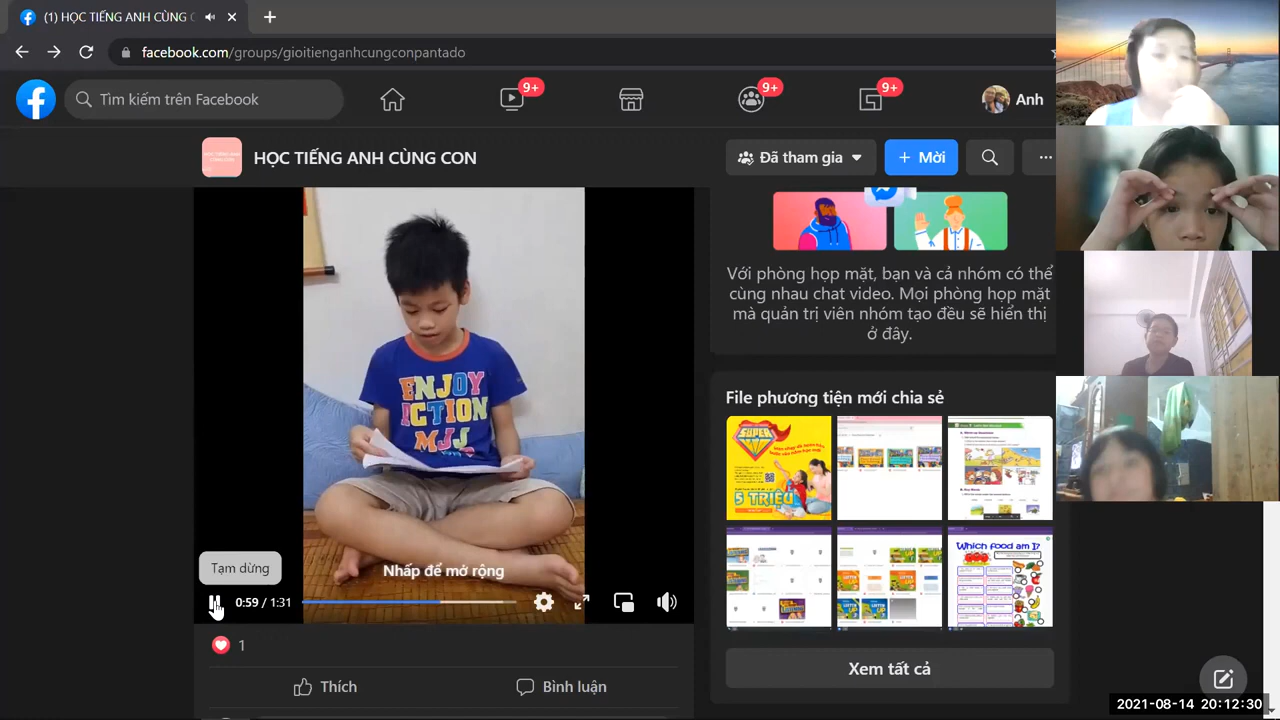 (1) HỌC TIẾNG ANH CÙNG C
facebook.com/groups/gioitienganhcungconpantado
Tìm kiếm trên Facebook
9+
9+
9+
Anh
HỌC TIẾNG ANH CÙNG CON
Đã tham gia
+ Mời
Với phòng họp mặt, bạn và cả nhóm có thể
cùng nhau chat video. Mọi phòng họp mặt
mà quản trị viên nhóm tạo đều sẽ hiển thị
ở đây.
ENJOY
ICTION
MJJ
File phương tiện mới chia sẻ
SUPER
5 TRIỆU
Which food am I?
Tạm dừng
Nhấp để mở rộng
0:55 /
1
Thích
Bình luận
Xem tất cả
2021-08-14 20:12:30